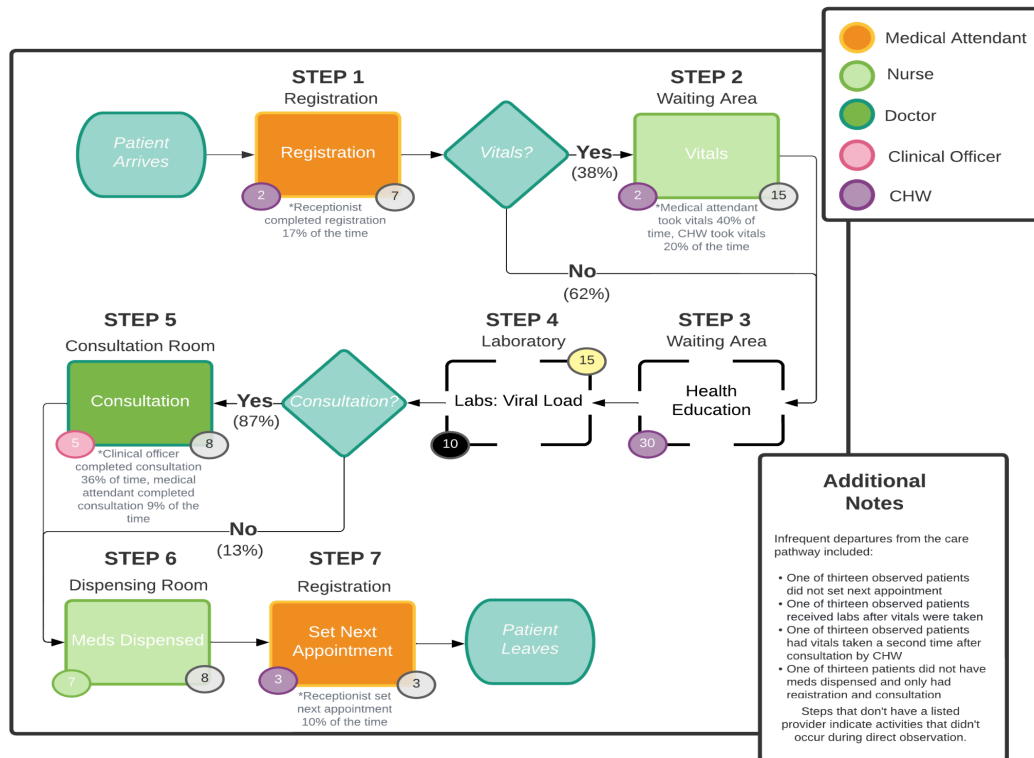 Medical Attendant
Nurse
Doctor
Clinical Officer
CHW
STEP 1
Registration
Patient
Arrives
Registration
2
7
*Receptionist
completed registration
17% of the time
Vitals?
Yes
(38%)
STEP 2
Waiting Area
Vitals
2
15
*Medical attendant
took vitals 40% of
time, CHW took vitals
20% of the time
No
(62%)
STEP 3
Waiting Area
Health
Education
30
STEP 4
Laboratory
15
Labs: Viral Load
10
Consultation?
Yes
(87%)
STEP 5
Consultation Room
Consultation
5
8
*Clinical officer
completed consultation
36% of time, medical
attendant completed
consultation 9% of the
time
No
(13%)
STEP 6
Dispensing Room
Meds Dispensed
7
8
STEP 7
Registration
Set Next
Appointment
3
3
*Receptionist set
next appointment
10% of the time
Patient
Leaves
Additional
Notes
Infrequent departures from the care
pathway included:
• One of thirteen observed patients
did not set next appointment
• One of thirteen observed patients
received labs after vitals were taken
• One of thirteen observed patients
had vitals taken a second time after
consultation by CHW
• One of thirteen patients did not have
meds dispensed and only had
registration and consultation
Steps that don't have a listed
provider indicate activities that didn't
occur during direct observation.